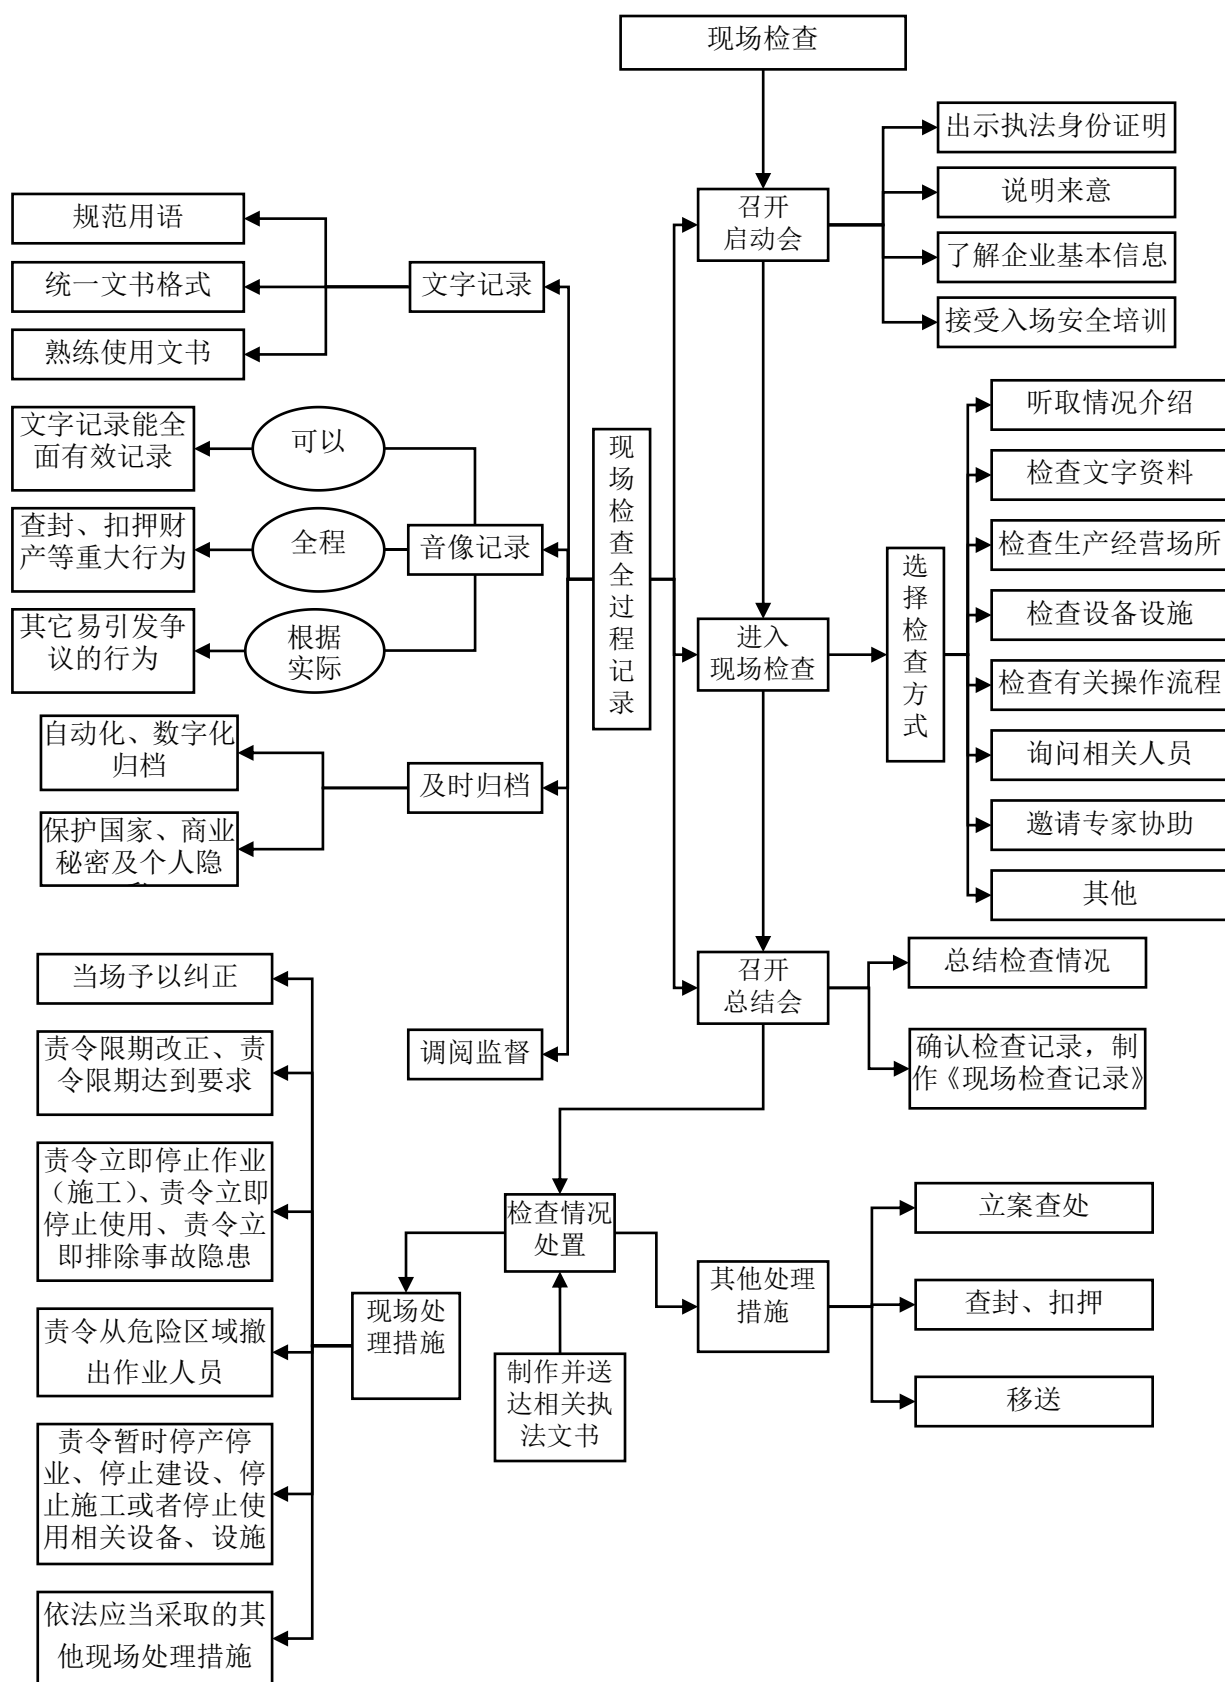 现场检查
出示执法身份证明
说明来意
了解企业基本信息
接受入场安全培训
召开
启动会
规范用语
统一文书格式
熟练使用文书
文字记录
文字记录能全
面有效记录
可以
查封、扣押财
产等重大行为
全程
音像记录
其它易引发争
议的行为
根据
实际
现
场
检
查
全
过
程
记
录
听取情况介绍
检查文字资料
检查生产经营场所
检查设备设施
检查有关操作流程
询问相关人员
邀请专家协助
其他
选
择
检
查
方
式
进入
现场检查
自动化、数字化
归档
保护国家、商业
秘密及个人隐
及时归档
召开
总结会
总结检查情况
确认检查记录，制
作《现场检查记录》
调阅监督
当场予以纠正
责令限期改正、责
令限期达到要求
责令立即停止作业
（施工）、责令立即
停止使用、责令立
即排除事故隐患
责令从危险区域撤
出作业人员
责令暂时停产停
业、停止建设、停
止施工或者停止使
用相关设备、设施
依法应当采取的其
他现场处理措施
检查情况
处置
现场处
理措施
制作并送
达相关执
法文书
其他处理
措施
立案查处
查封、扣押
移送